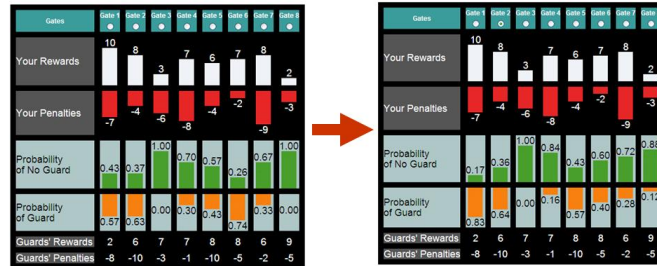 Gates Gate 1 Gate 2 Gate 3 Gate 4 Gate 5 Gate 6 Gate 7 Gate 8
Your Rewards 10 8 3 7 6 7 8 2
Your Penalties -7 -4 -6 -8 -4 -2 -9 -3
Probability of No Guard 0.43 0.37 1.00 0.70 0.57 0.26 0.67 1.00
Probability of Guard 0.57 0.63 0.00 0.30 0.43 0.74 0.33 0.00
Guards' Rewards 2 6 7 7 8 8 6 9
Guards' Penalties -8 -10 -3 -1 -10 -5 -2 -5
Gates Gate 1 Gate 2 Gate 3 Gate 4 Gate 5 Gate 6 Gate 7 Gate
Your Rewards 10 8 3 7 6 7 8 2
Your Penalties -7 -4 -6 -8 -4 -2 -9 -3
Probability of No Guard 0.17 0.36 1.00 0.84 0.43 0.60 0.72 0.88
Probability of Guard 0.83 0.64 0.00 0.16 0.57 0.40 0.28 0.12
Guards' Rewards 2 6 7 7 8 8 6 9
Guards' Penalties -8 -10 -3 -1 -10 -5 -2 -5